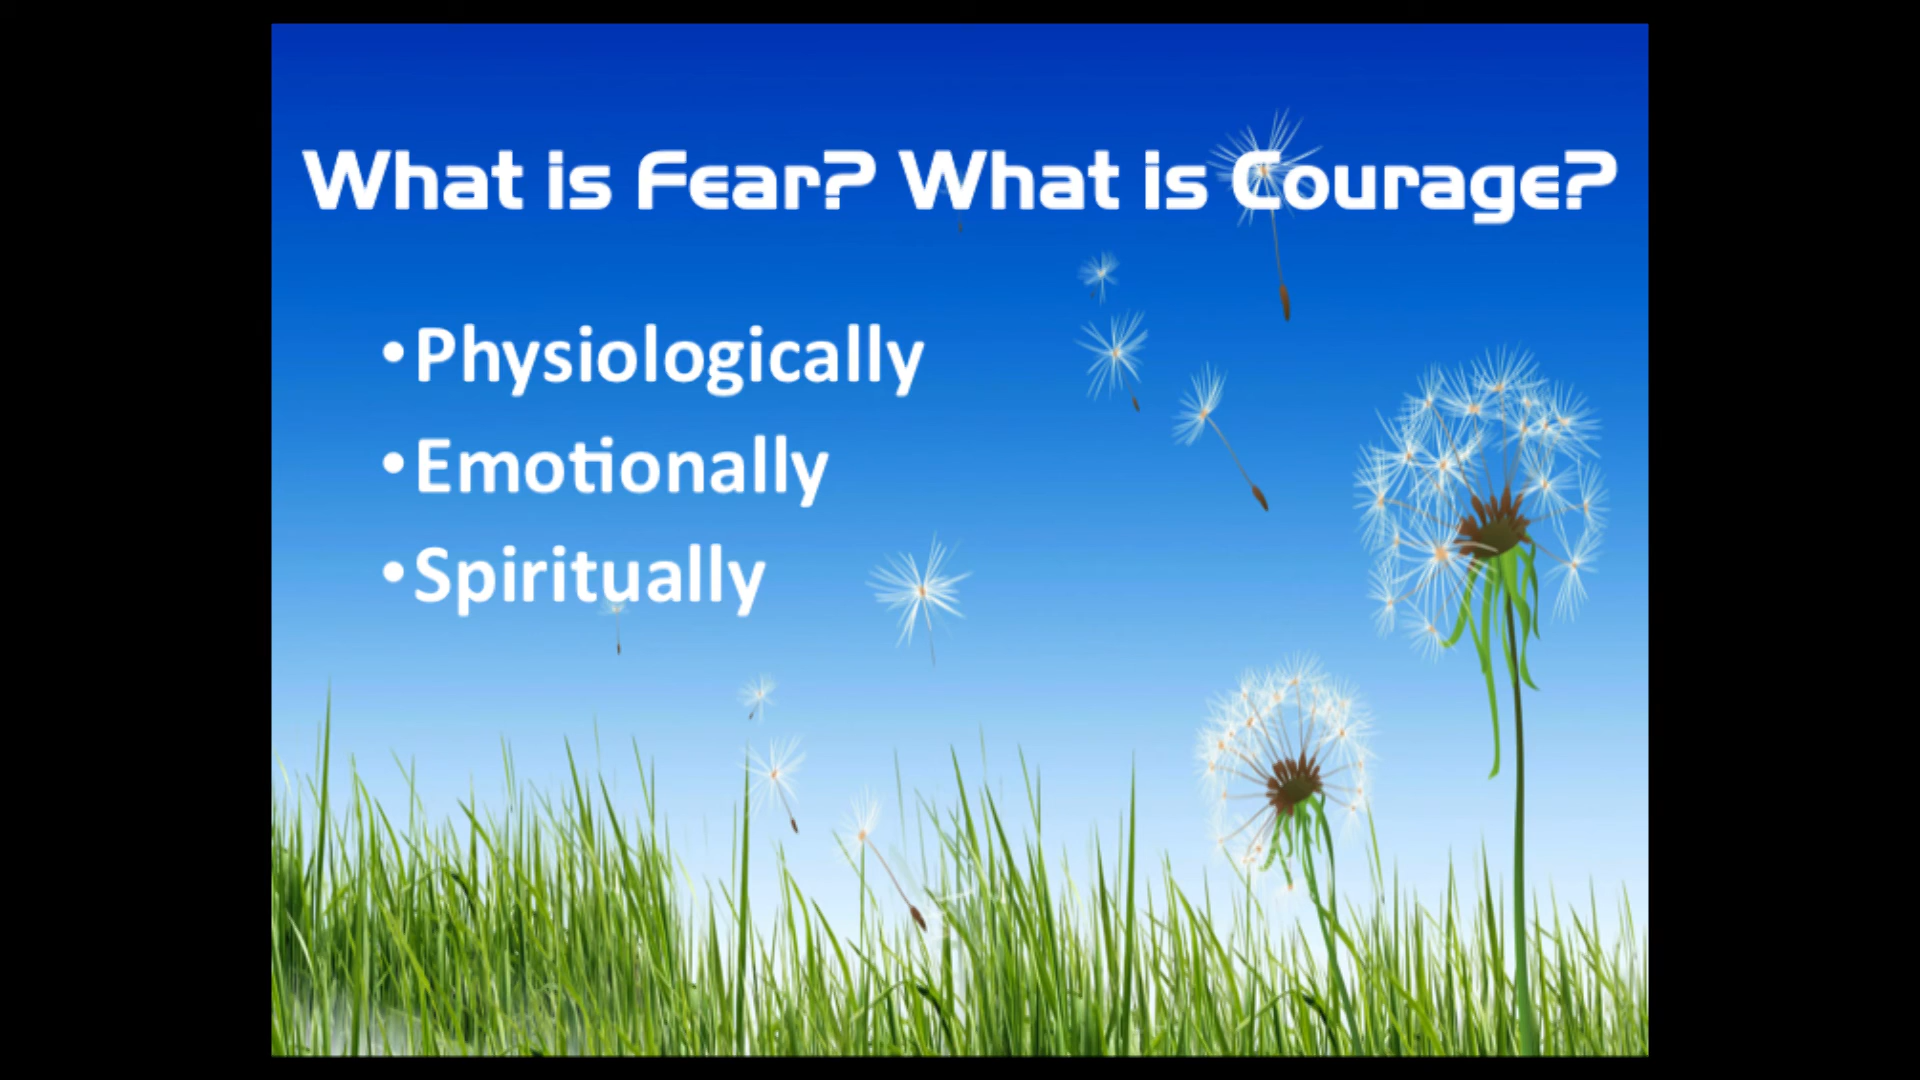 What is Fear? What is Courage?
•Physiologically
•Emotionally
•Spiritually